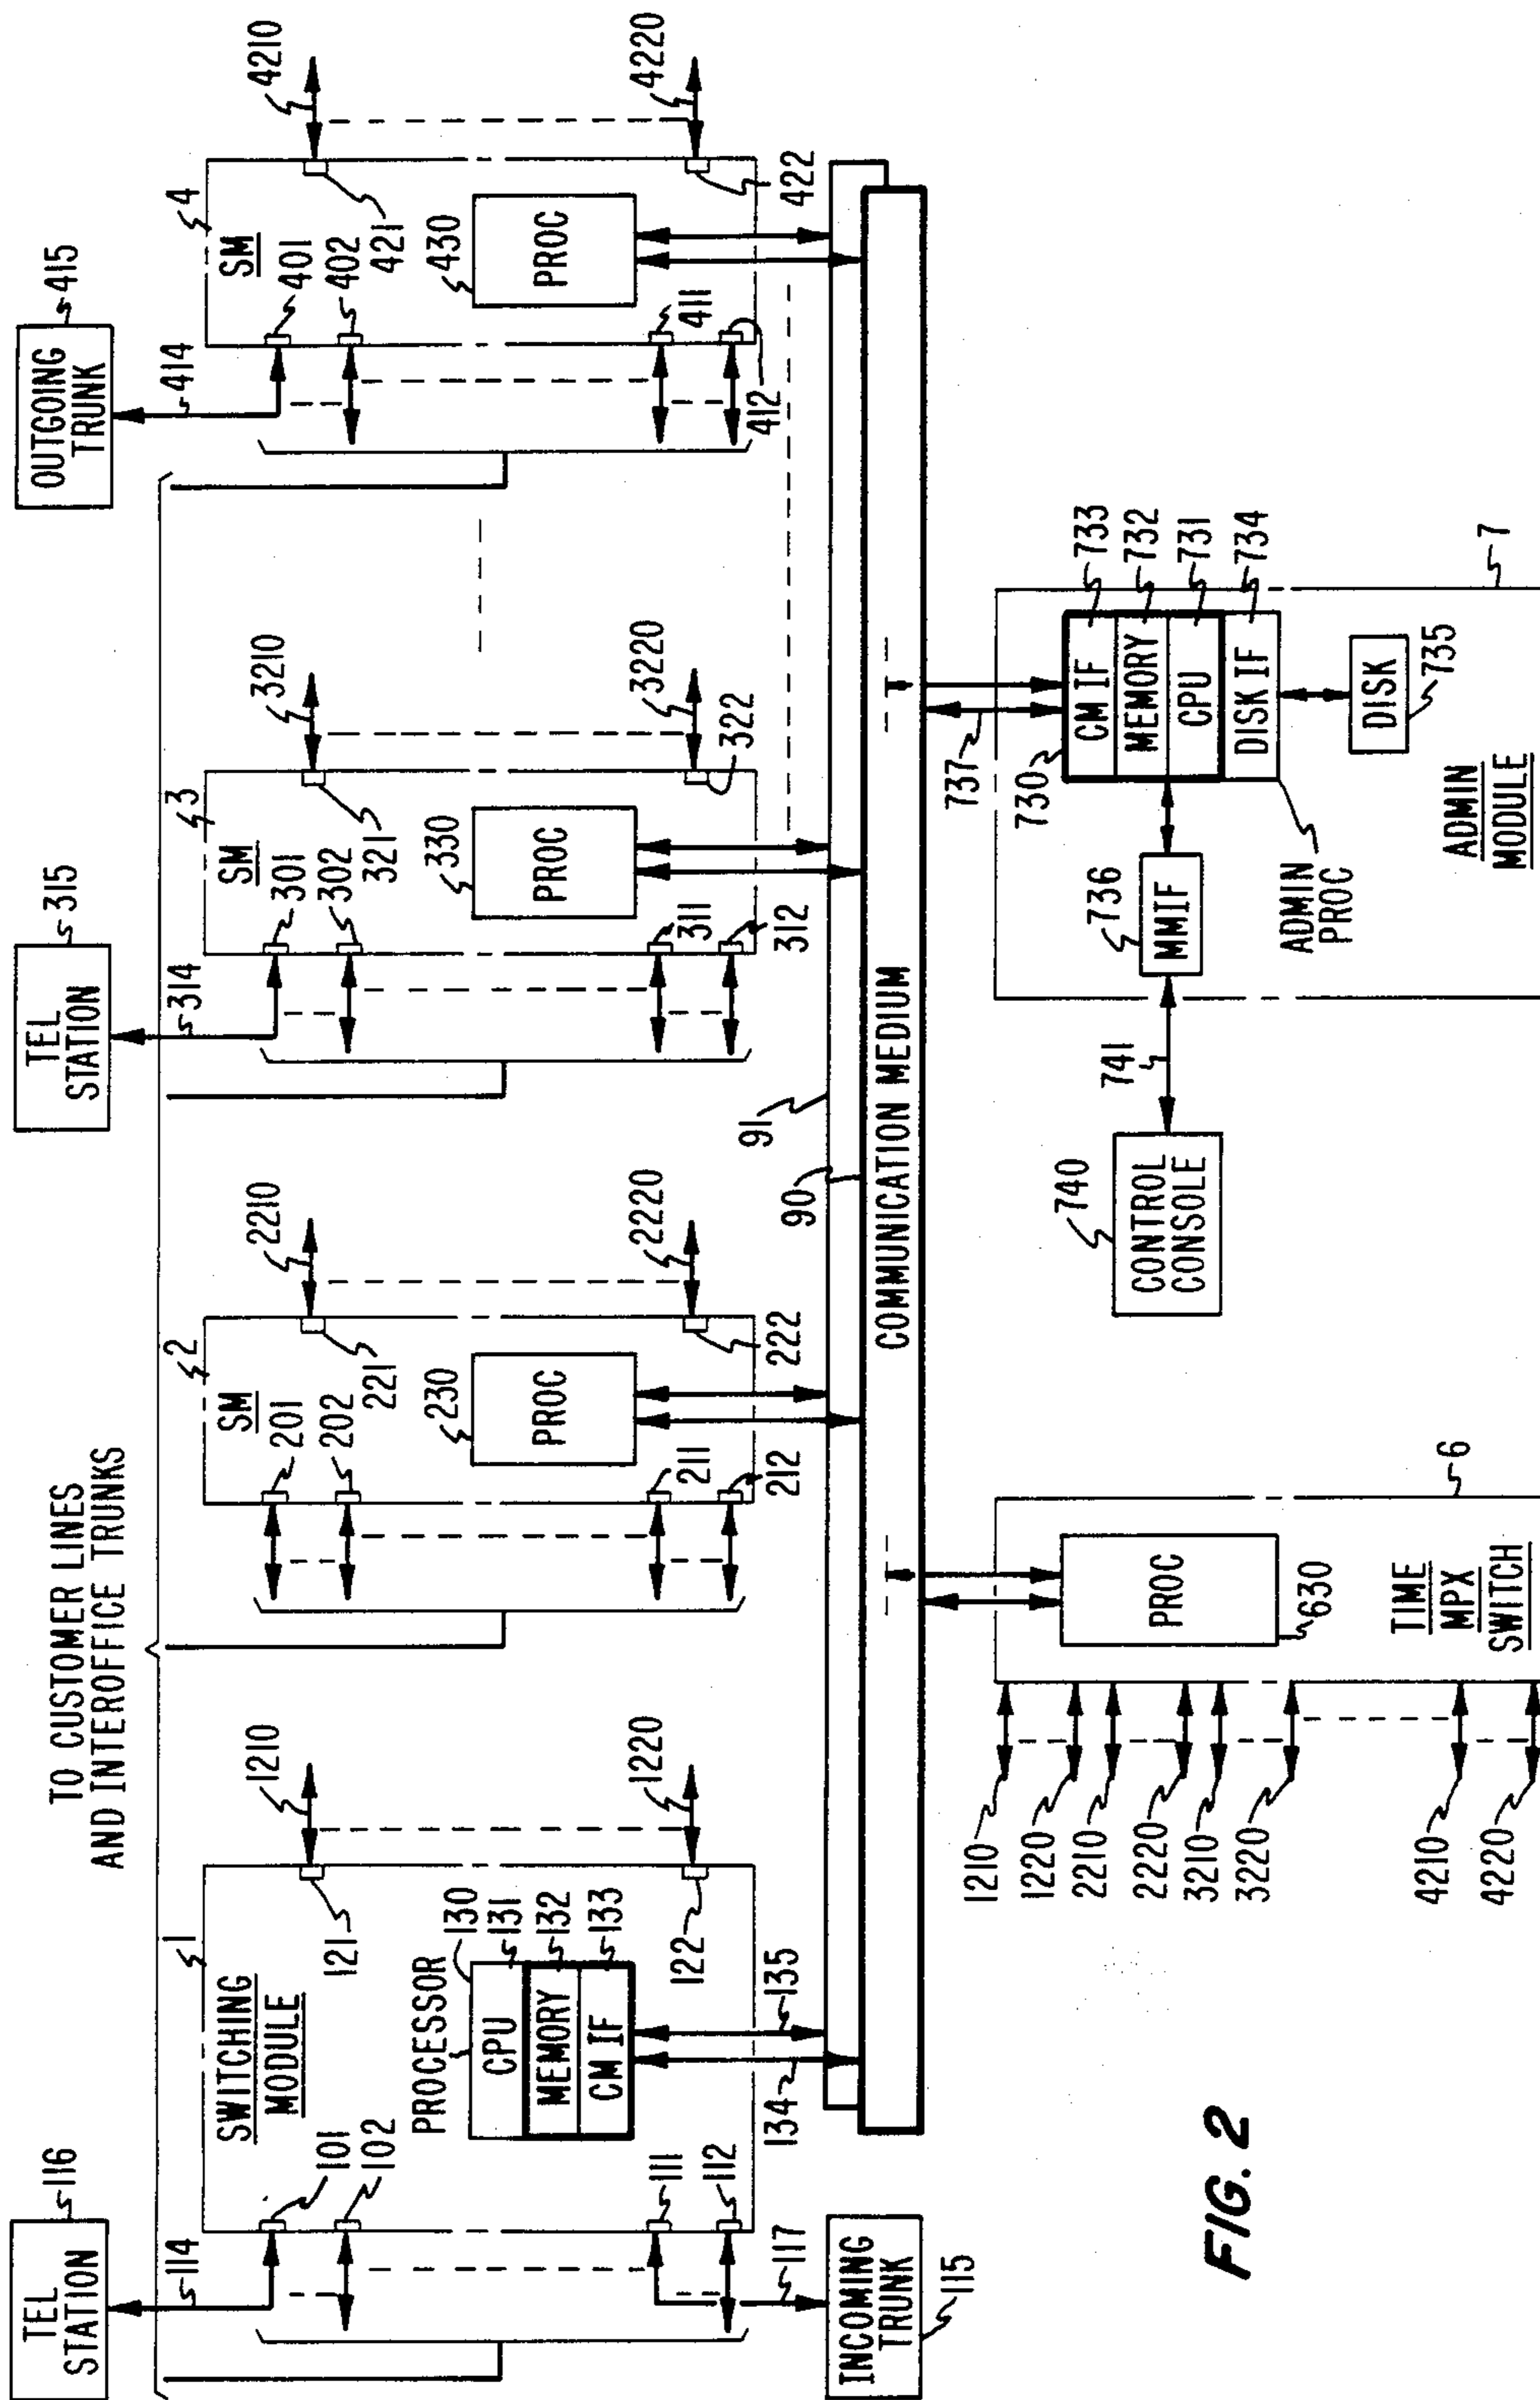 TO CUSTOMER LINES
AND INTEROFFICE TRUNKS
TEL
STATION
116
114
TEL
STATION
315
314
OUTGOING
TRUNK
415
414
1
SWITCHING
MODULE
101
102
111
112
121
122
1210
1220
PROCESSOR
130
CPU
131
MEMORY
132
CM IF
133
134
135
117
INCOMING
TRUNK
115
2
SM
201
202
211
212
221
222
2210
2220
230
PROC
3
SM
301
302
311
312
321
322
3210
3220
330
PROC
4
SM
401
402
411
412
421
422
4210
4220
430
PROC
90
91
COMMUNICATION MEDIUM
1210
1220
2210
2220
3210
3220
4210
4220
PROC
630
TIME
MPX
SWITCH
6
740
CONTROL
CONSOLE
741
736
MMIF
737
730
CM IF
733
MEMORY
732
CPU
731
DISK IF
734
DISK
735
ADMIN
PROC
ADMIN
MODULE
7
FIG. 2